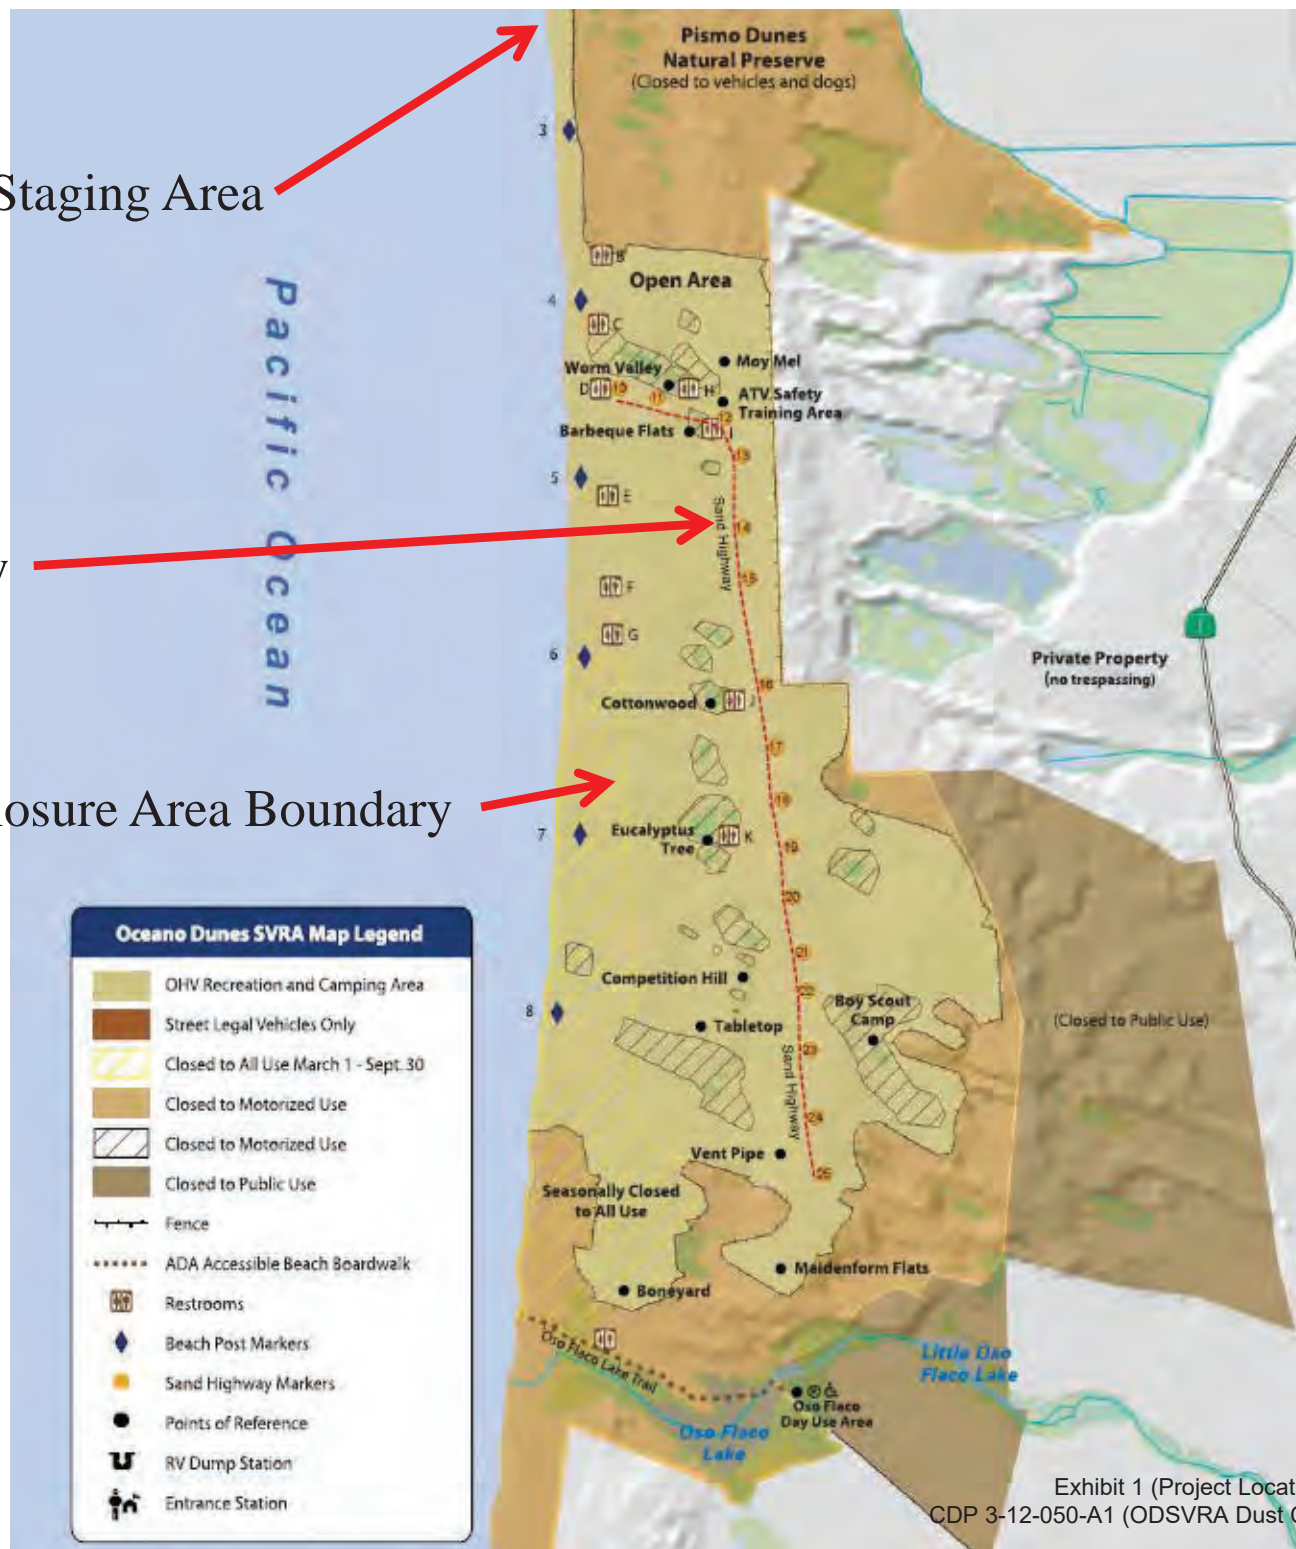 Pismo Dunes
Natural Preserve
(Closed to vehicles and dogs)
3
Staging Area
B
Open Area
4
C
Moy Mel
Worm Valley
D
10
11
H
ATV Safety
Training Area
12
Barbeque Flats
I
13
5
E
Sand Highway
14
15
Pacific Ocean
F
G
6
1
Private Property
(no trespassing)
16
Cottonwood
J
17
18
losure Area Boundary
7
Eucalyptus
Tree
K
19
20
21
Competition Hill
22
8
Boy Scout
Camp
Tabletop
(Closed to Public Use)
23
Sand Highway
24
Vent Pipe
25
Seasonally Closed
to All Use
Maidenform Flats
Boneyard
Oso Flaco Lake Trail
Little Oso
Flaco Lake
Oso Flaco
Day Use Area
Oso Flaco
Lake
Oceano Dunes SVRA Map Legend
OHV Recreation and Camping Area
Street Legal Vehicles Only
Closed to All Use March 1 - Sept. 30
Closed to Motorized Use
Closed to Motorized Use
Closed to Public Use
Fence
ADA Accessible Beach Boardwalk
Restrooms
Beach Post Markers
Sand Highway Markers
Points of Reference
RV Dump Station
Entrance Station
Exhibit 1 (Project Locat
CDP 3-12-050-A1 (ODSVRA Dust